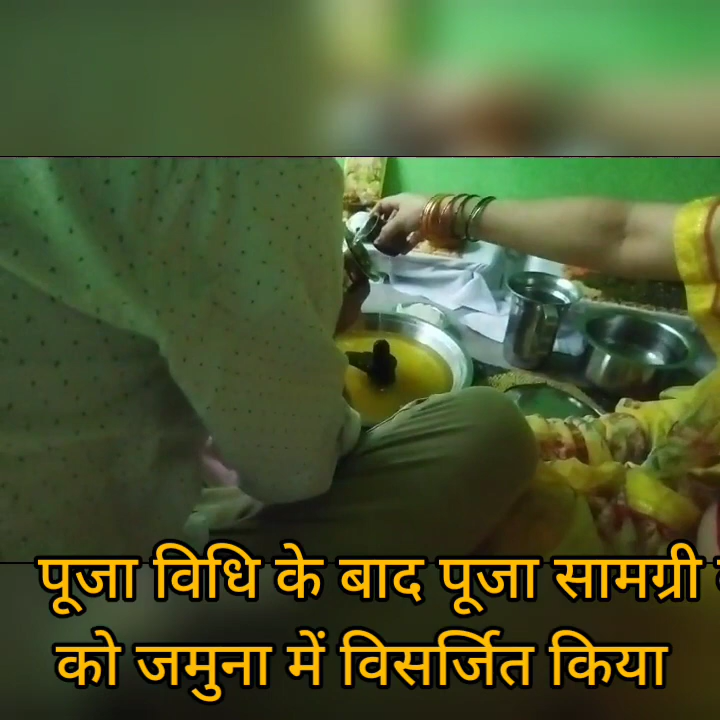 पूजा विधि के बाद पूजा सामग्री
को जमुना में विसर्जित किया